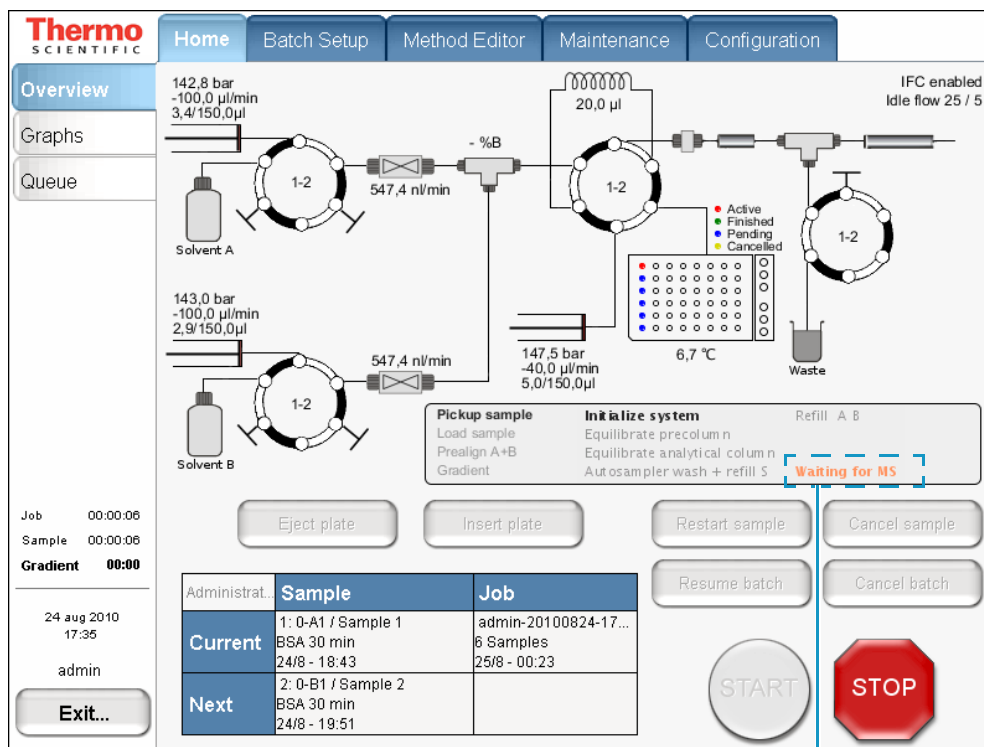 Thermo
SCIENTIFIC
Home
Batch Setup
Method Editor
Maintenance
Configuration
Overview
Graphs
Queue
142,8 bar
-100,0 µl/min
3,4/150,0µl
1-2
Solvent A
547,4 nl/min
- %B
20,0 µl
1-2
IFC enabled
Idle flow 25 / 5
Active
Finished
Pending
Cancelled
1-2
Waste
6,7 °C
143,0 bar
-100,0 µl/min
2,9/150,0µl
1-2
Solvent B
547,4 nl/min
147,5 bar
-40,0 µl/min
5,0/150,0µl
Pickup sample
Initialize system
Refill A B
Load sample
Equilibrate precolumn
Prealign A+B
Equilibrate analytical column
Gradient
Autosampler wash + refill S
Waiting for MS
Eject plate
Insert plate
Restart sample
Cancel sample
Resume batch
Cancel batch
Job 00:00:06
Sample 00:00:06
Gradient 00:00
24 aug 2010
17:35
admin
Exit...
Administrat...
Sample
Job
Current
1: 0-A1 / Sample 1
BSA 30 min
24/8 - 18:43
admin-20100824-17...
6 Samples
25/8 - 00:23
Next
2: 0-B1 / Sample 2
BSA 30 min
24/8 - 19:51
START
STOP